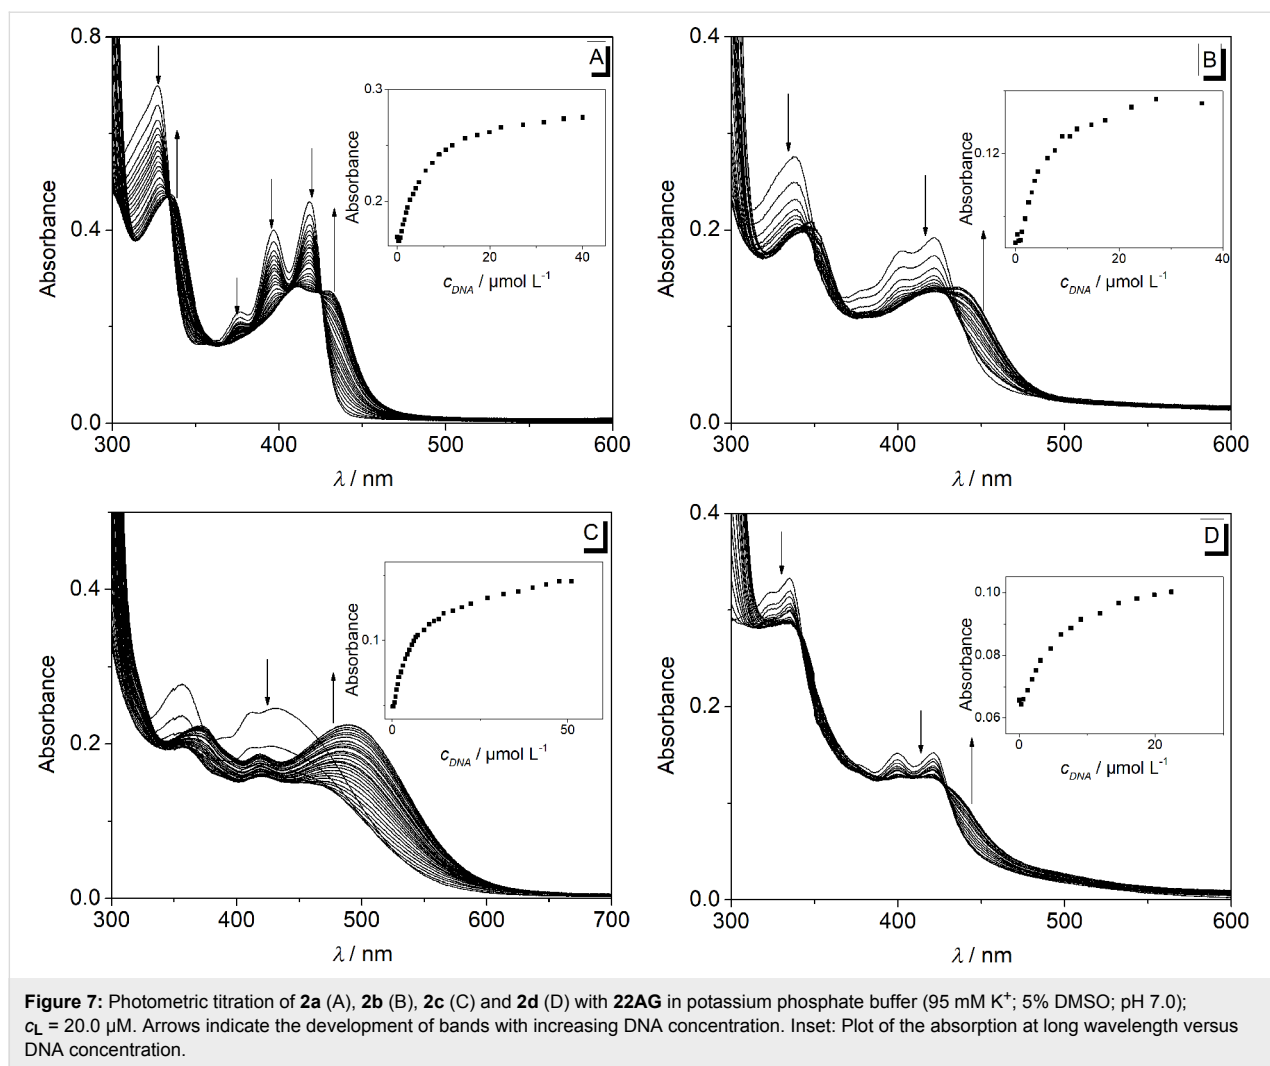 A
Absorbance
0.8
0.4
0.0
300
400
500
600
λ / nm
Absorbance
0.3
0.2
0
20
40
cDNA / µmol L-1
B
Absorbance
0.4
0.2
0.0
300
400
500
600
λ / nm
Absorbance
0.12
0
20
40
cDNA / µmol L-1
C
Absorbance
0.4
0.2
0.0
300
400
500
600
700
λ / nm
Absorbance
0.1
0
50
cDNA / µmol L-1
D
Absorbance
0.4
0.2
0.0
300
400
500
600
λ / nm
Absorbance
0.10
0.08
0.06
0
20
cDNA / µmol L-1
Figure 7: Photometric titration of 2a (A), 2b (B), 2c (C) and 2d (D) with 22AG in potassium phosphate buffer (95 mM K+; 5% DMSO; pH 7.0);
cL = 20.0 µM. Arrows indicate the development of bands with increasing DNA concentration. Inset: Plot of the absorption at long wavelength versus
DNA concentration.